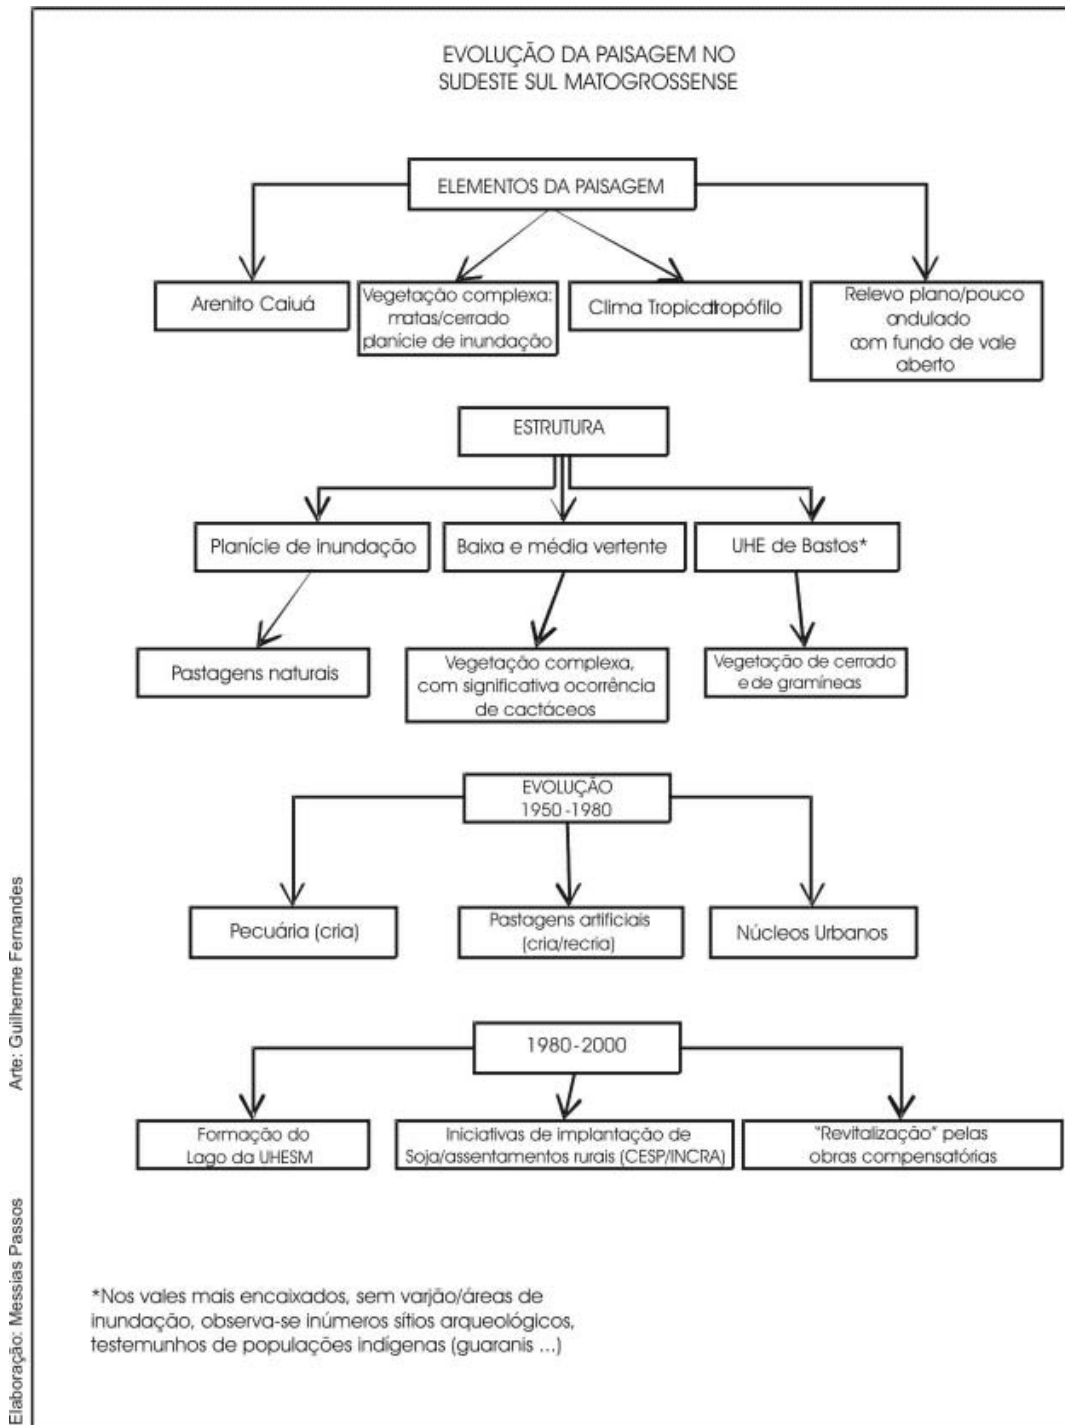 EVOLUÇÃO DA PAISAGEM NO
SUDESTE SUL MATOGROSSENSE
ELEMENTOS DA PAISAGEM
Arenito Caiuá
Vegetação complexa:
matas/cerrado
planície de inundação
Clima Tropicaltropófilo
Relevo plano/pouco
ondulado
com fundo de vale
aberto
ESTRUTURA
Planície de inundação
Baixa e média vertente
UHE de Bastos*
Pastagens naturais
Vegetação complexa,
com significativa ocorrência
de cactáceos
Vegetação de cerrado
e de gramíneas
EVOLUÇÃO
1950-1980
Pecuária (cria)
Pastagens artificiais
(cria/recria)
Núcleos Urbanos
1980-2000
Formação do
Lago da UHESM
Iniciativas de implantação de
Soja/assentamentos rurais (CESP/INCRA)
"Revitalização" pelas
obras compensatórias
*Nos vales mais encaixados, sem varjão/áreas de
inundação, observa-se inúmeros sítios arqueológicos,
testemunhos de populações indígenas (guaranis ...)
Elaboração: Messias Passos
Arte: Guilherme Fernandes